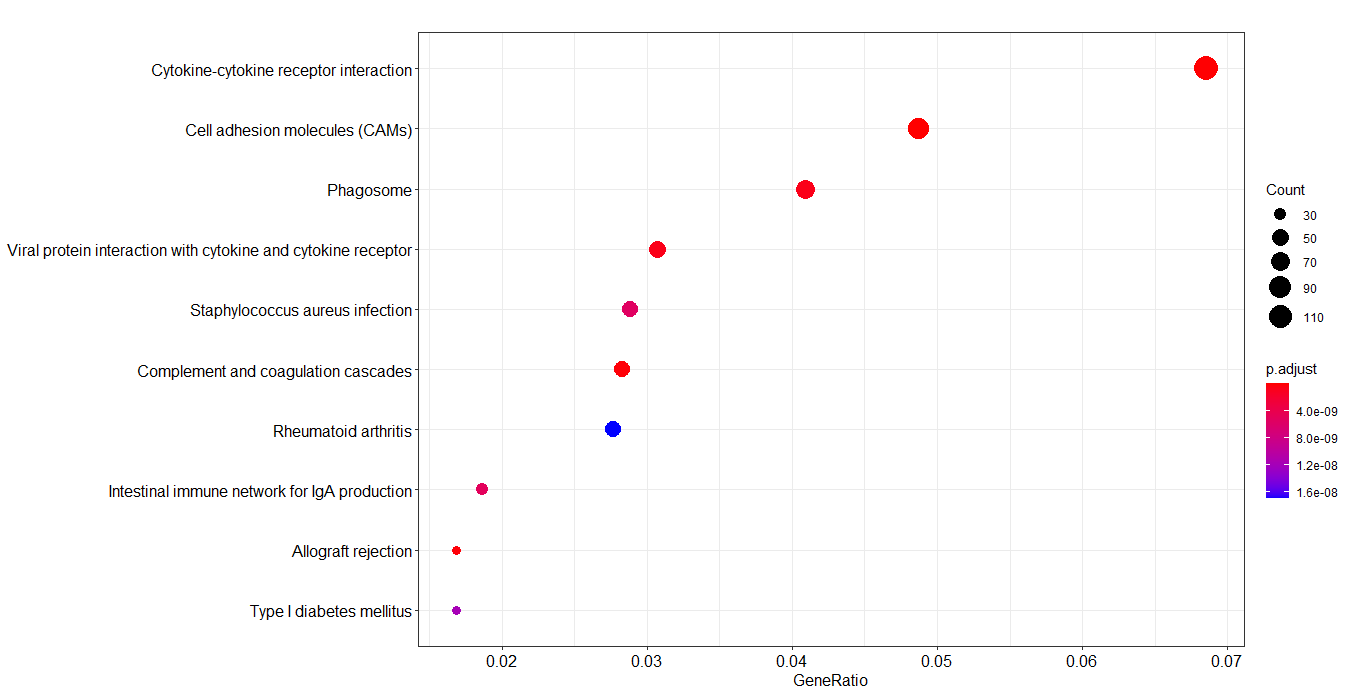 Cytokine-cytokine receptor interaction
Cell adhesion molecules (CAMs)
Phagosome
Viral protein interaction with cytokine and cytokine receptor
Staphylococcus aureus infection
Complement and coagulation cascades
Rheumatoid arthritis
Intestinal immune network for IgA production
Allograft rejection
Type I diabetes mellitus
0.02 0.03 0.04 0.05 0.06 0.07
GeneRatio
Count
30
50
70
90
110
p.adjust
4.0e-09
8.0e-09
1.2e-08
1.6e-08